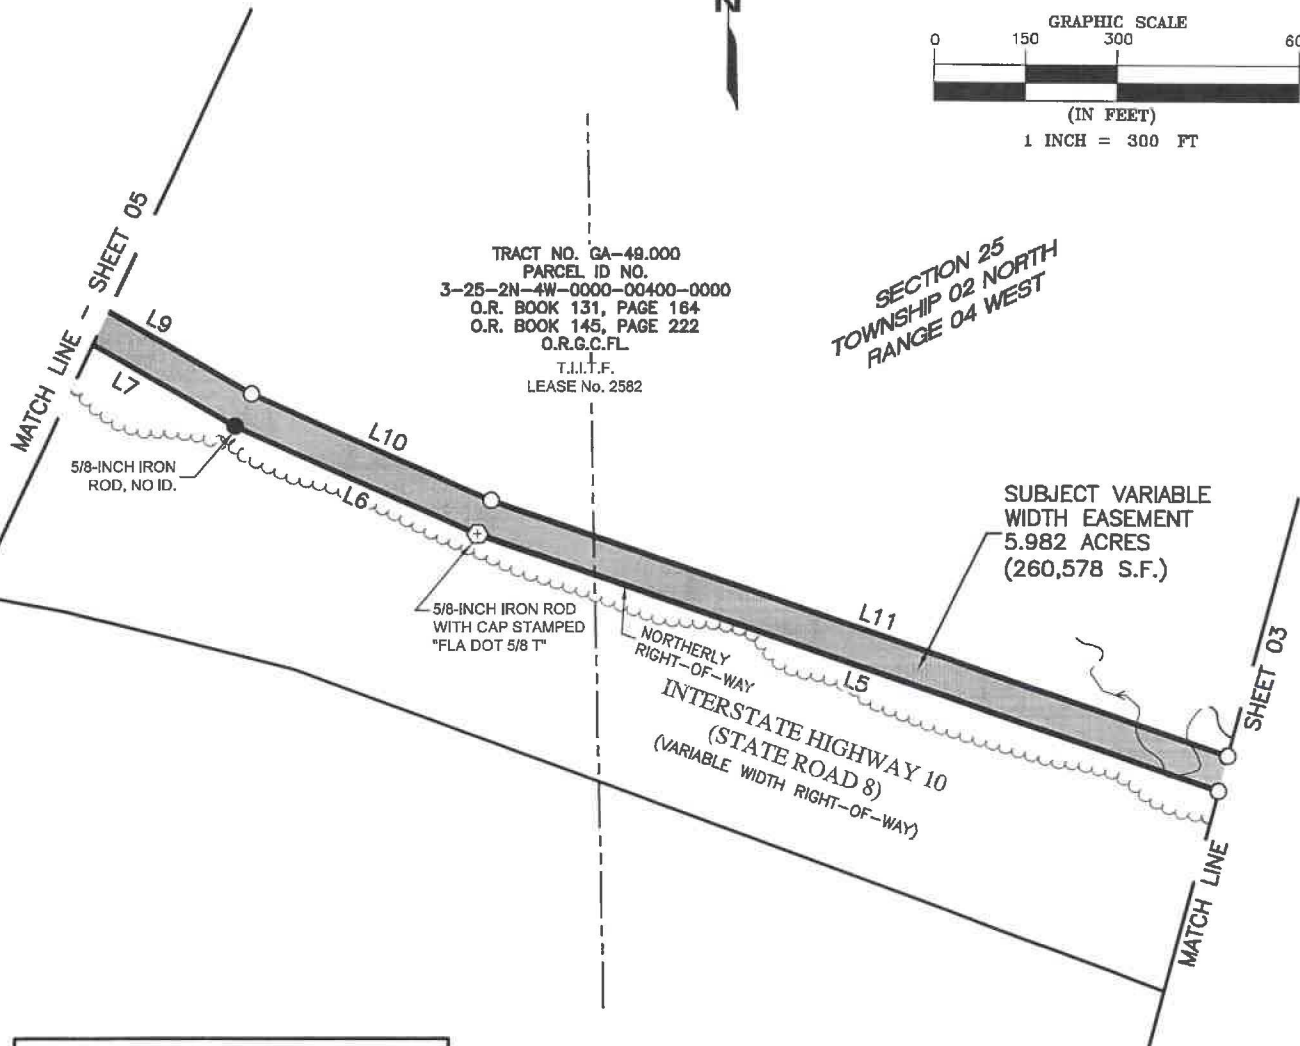 N
GRAPHIC SCALE
0 150 300 60
(IN FEET)
1 INCH = 300 FT
MATCH LINE - SHEET 05
TRACT NO. GA-49.000
PARCEL ID NO.
3-25-2N-4W-0000-00400-0000
O.R. BOOK 131, PAGE 164
O.R. BOOK 145, PAGE 222
O.R.G.C.FL.
T.I.I.T.F.
LEASE No. 2582
SECTION 25
TOWNSHIP 02 NORTH
RANGE 04 WEST
L9
L7
L10
5/8-INCH IRON
ROD, NO ID.
L6
SUBJECT VARIABLE
WIDTH EASEMENT
5.982 ACRES
(260,578 S.F.)
5/8-INCH IRON ROD
WITH CAP STAMPED
"FLA DOT 5/8 T"
L11
L5
NORTHERLY
RIGHT-OF-WAY
INTERSTATE HIGHWAY 10
(STATE ROAD 8)
(VARIABLE WIDTH RIGHT-OF-WAY)
MATCH LINE
SHEET 03